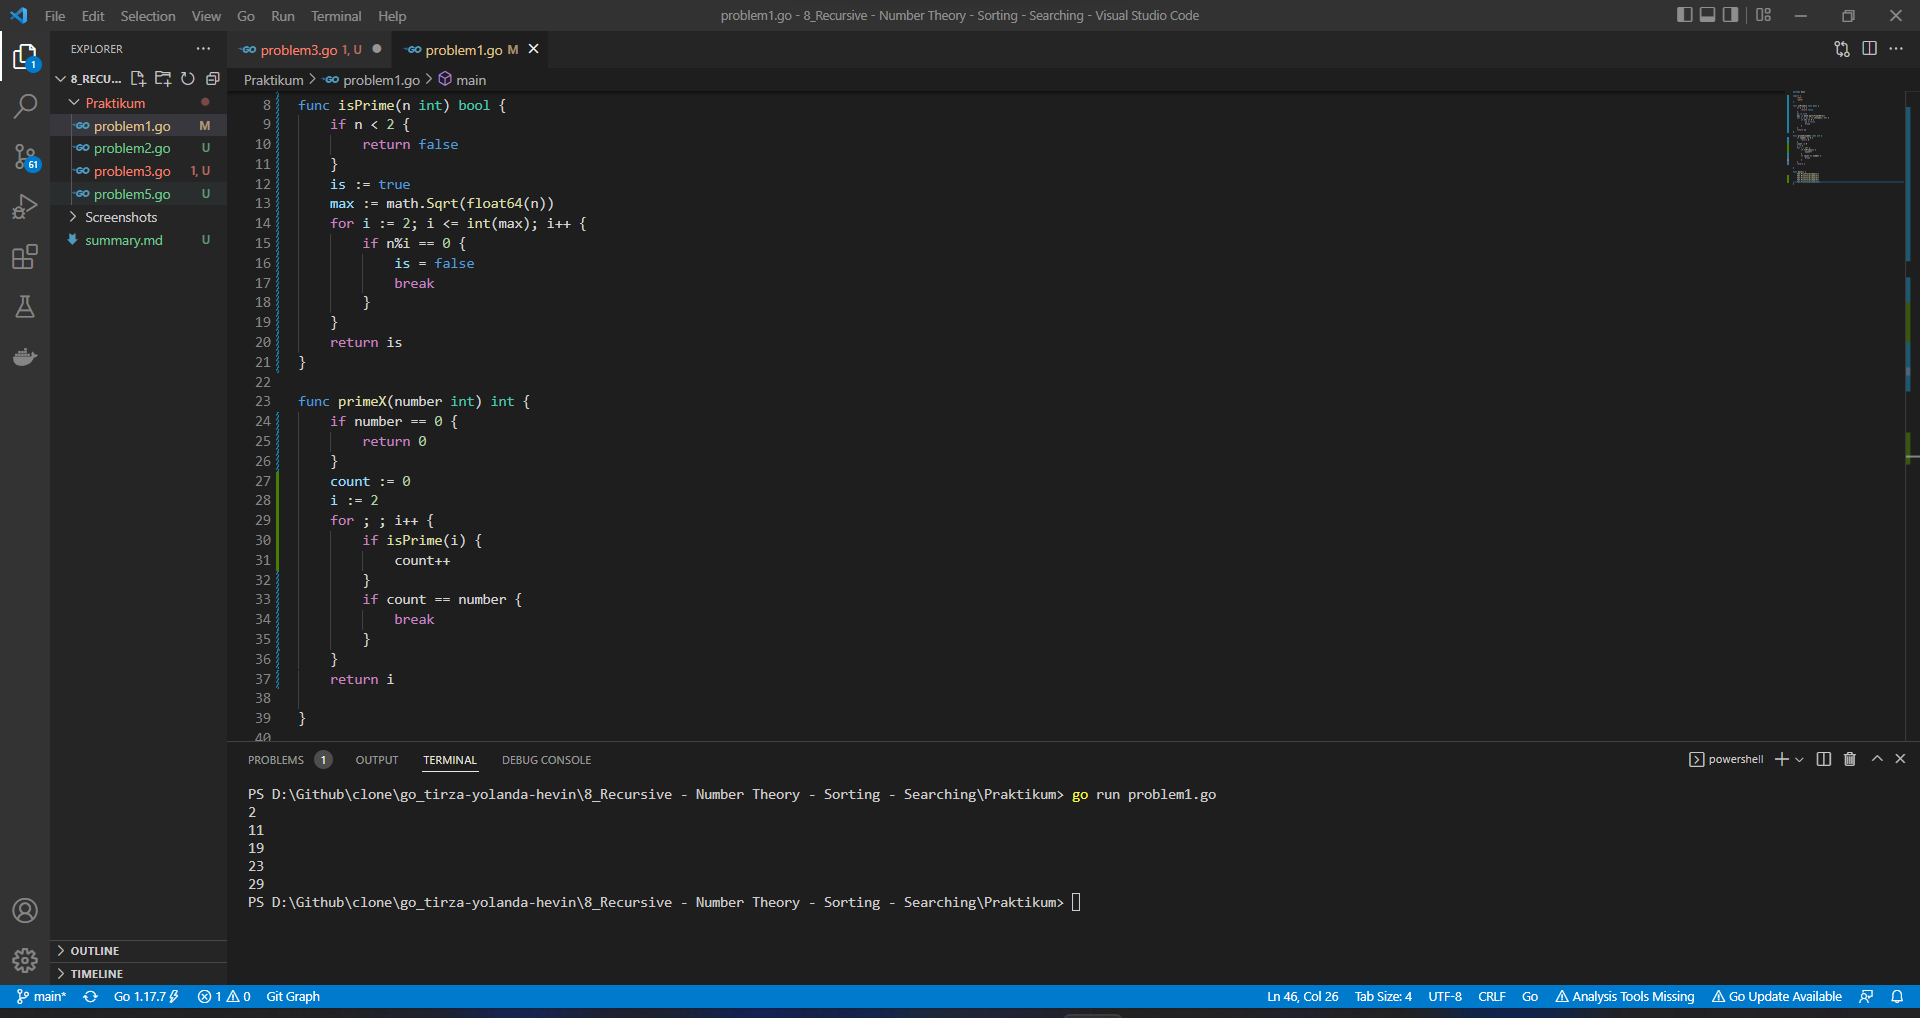 File Edit Selection View Go Run Terminal Help
problem1.go - 8_Recursive - Number Theory - Sorting - Searching - Visual Studio Code
EXPLORER
8_RECU...
Praktikum
problem1.go M
problem2.go U
problem3.go 1, U
problem5.go U
Screenshots
summary.md U
OUTLINE
TIMELINE
1
61
problem3.go 1, U
problem1.go M
Praktikum > problem1.go > main
8 func isPrime(n int) bool {
9 if n < 2 {
10 return false
11 }
12 is := true
13 max := math.Sqrt(float64(n))
14 for i := 2; i <= int(max); i++ {
15 if n%i == 0 {
16 is = false
17 break
18 }
19 }
20 return is
21 }
22
23 func primeX(number int) int {
24 if number == 0 {
25 return 0
26 }
27 count := 0
28 i := 2
29 for ; ; i++ {
30 if isPrime(i) {
31 count++
32 }
33 if count == number {
34 break
35 }
36 }
37 return i
38
39 }
40
PROBLEMS 1 OUTPUT TERMINAL DEBUG CONSOLE
powershell
PS D:\Github\clone\go_tirza-yolanda-hevin\8_Recursive - Number Theory - Sorting - Searching\Praktikum> go run problem1.go
2
11
19
23
29
PS D:\Github\clone\go_tirza-yolanda-hevin\8_Recursive - Number Theory - Sorting - Searching\Praktikum>
main* Go 1.17.7 1 0 Git Graph
Ln 46, Col 26 Tab Size: 4 UTF-8 CRLF Go Analysis Tools Missing Go Update Available